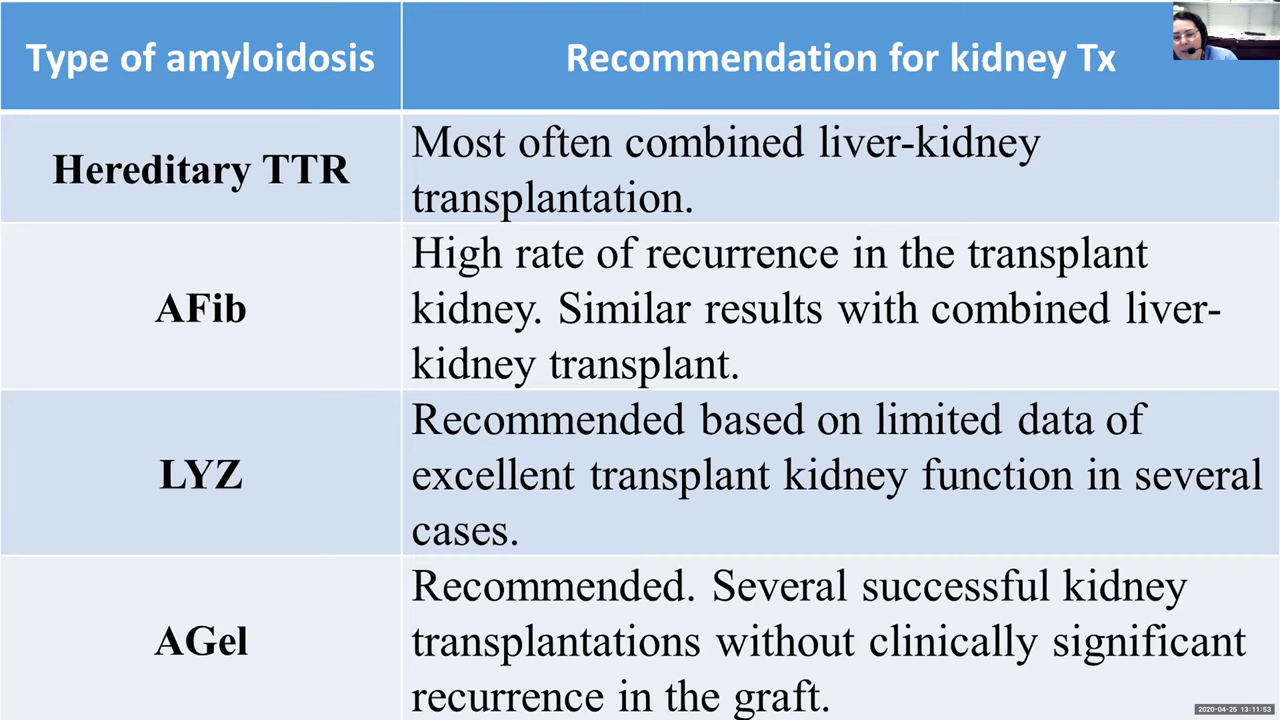 Type of amyloidosis
Recommendation for kidney Tx
Hereditary TTR
Most often combined liver-kidney
transplantation.
AFib
High rate of recurrence in the transplant
kidney. Similar results with combined liver-
kidney transplant.
LYZ
Recommended based on limited data of
excellent transplant kidney function in several
cases.
AGel
Recommended. Several successful kidney
transplantations without clinically significant
recurrence in the graft.
2020-04-25 13:11:53